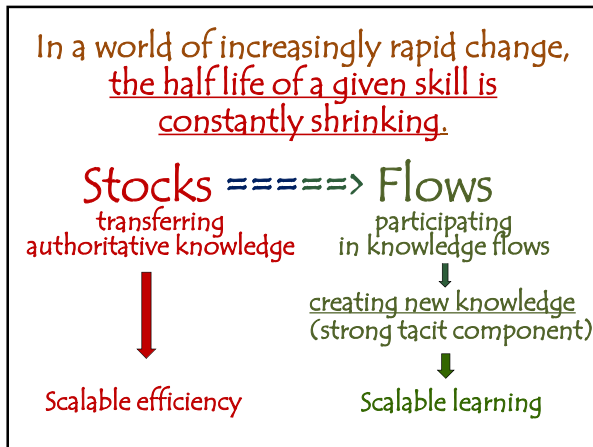 In a world of increasingly rapid change,
the half life of a given skill is
constantly shrinking.
Stocks =====> Flows
transferring
authoritative knowledge
participating
in knowledge flows
creating new knowledge
(strong tacit component)
Scalable efficiency
Scalable learning